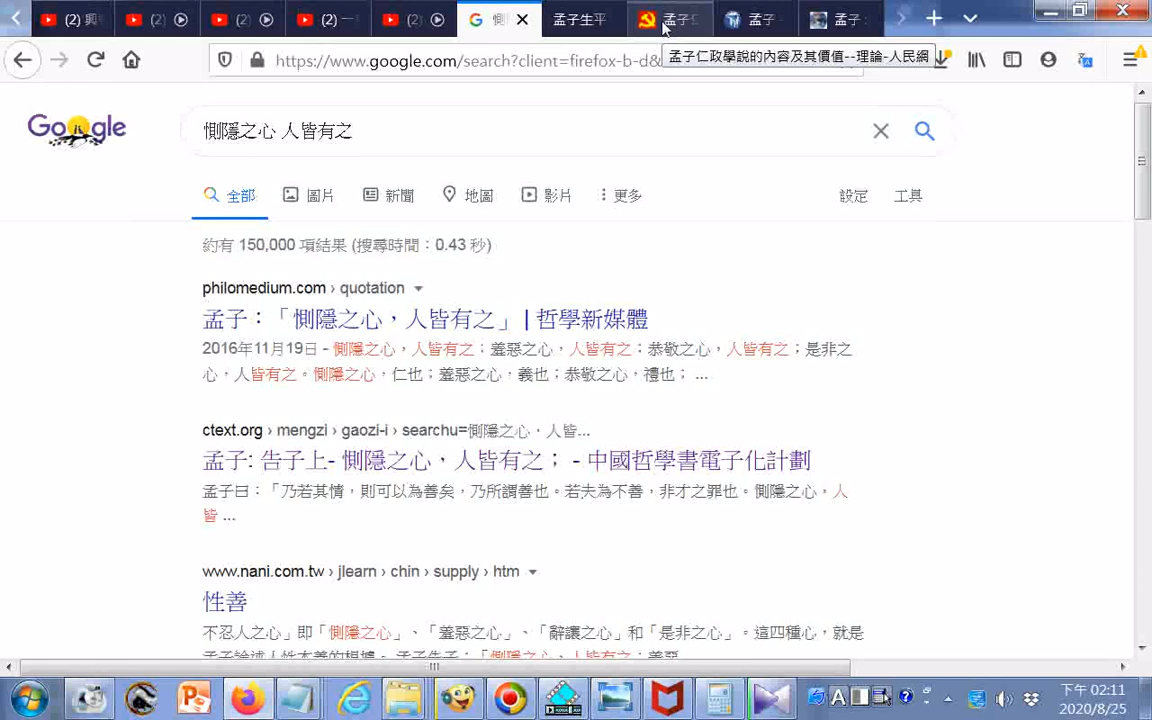 (2) 興
(2)
(2)
(2) 一
(2)
惻
孟子生平
孟子仁
孟子
孟子
https://www.google.com/search?client=firefox-b-d&
孟子仁政學說的內容及其價值--理論-人民網
Google
惻隱之心 人皆有之
全部
圖片
新聞
地圖
影片
更多
設定
工具
約有 150,000 項結果 (搜尋時間：0.43 秒)
philomedium.com › quotation
孟子：「惻隱之心，人皆有之」 | 哲學新媒體
2016年11月19日 - 惻隱之心，人皆有之；羞惡之心，人皆有之；恭敬之心，人皆有之；是非之
心，人皆有之。惻隱之心，仁也；羞惡之心，義也；恭敬之心，禮也； ...
ctext.org › mengzi › gaozi-i › searchu=惻隱之心，人皆...
孟子: 告子上- 惻隱之心，人皆有之； - 中國哲學書電子化計劃
孟子曰：「乃若其情，則可以為善矣，乃所謂善也。若夫為不善，非才之罪也。惻隱之心，人
皆 ...
www.nani.com.tw › jlearn › chin › supply › htm
性善
不忍人之心」即「惻隱之心」、「羞惡之心」、「辭讓之心」和「是非之心」。這四種心，就是
下午 02:11
2020/8/25